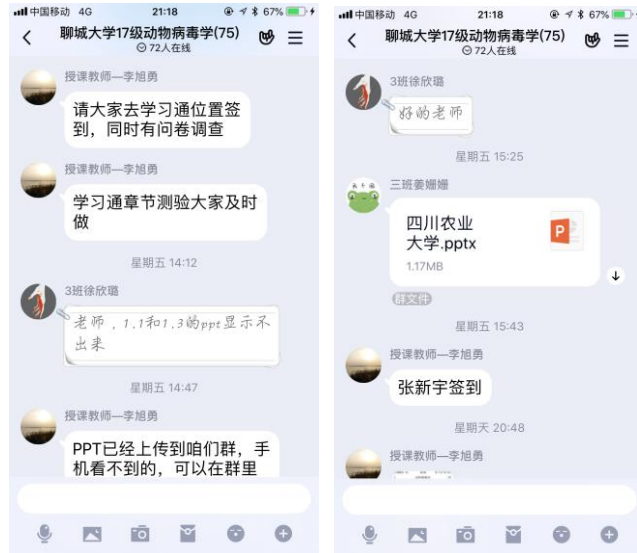 中国移动 4G 21:18 67%
聊城大学17级动物病毒学(75)
72人在线
授课教师—李旭勇
请大家去学习通位置签
到，同时有问卷调查
授课教师—李旭勇
学习通章节测验大家及时
做
星期五 14:12
3班徐欣璐
老师，1.1和1.3的ppt显示不
出来
星期五 14:47
授课教师—李旭勇
PPT已经上传到咱们群，手
机看不到的，可以在群里
中国移动 4G 21:18 67%
聊城大学17级动物病毒学(75)
72人在线
3班徐欣璐
好的老师
星期五 15:25
三班姜姗姗
四川农业
大学.pptx
P
1.17MB
群文件
星期五 15:43
授课教师—李旭勇
张新宇签到
星期天 20:48
授课教师—李旭勇